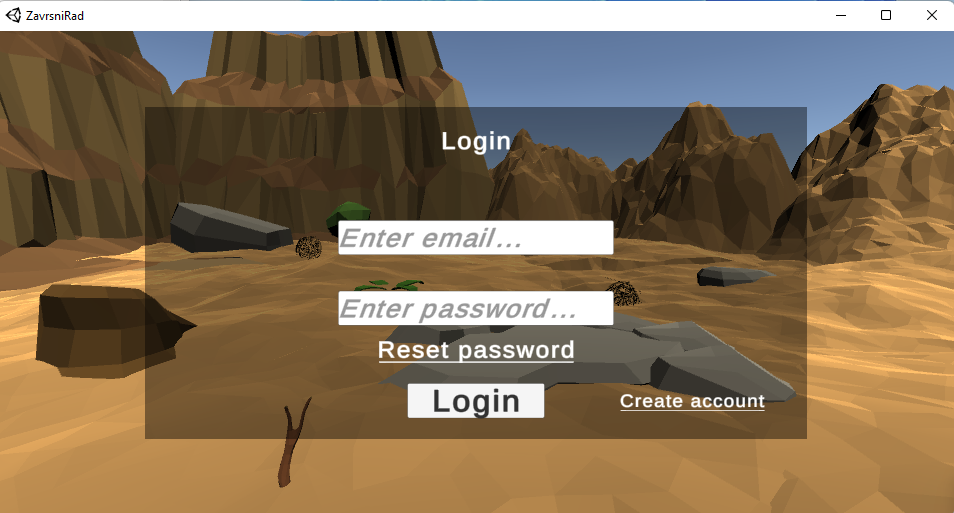 ZavrsniRad
Login
Enter email...
Enter password...
Reset password
Login
Create account